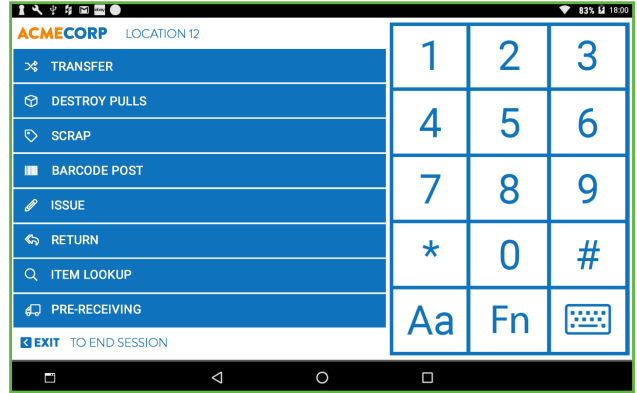 83% 18:00
ACMECORP LOCATION 12
TRANSFER
DESTROY PULLS
SCRAP
BARCODE POST
ISSUE
RETURN
ITEM LOOKUP
PRE-RECEIVING
EXIT TO END SESSION
1 2 3
4 5 6
7 8 9
* 0 #
Aa Fn